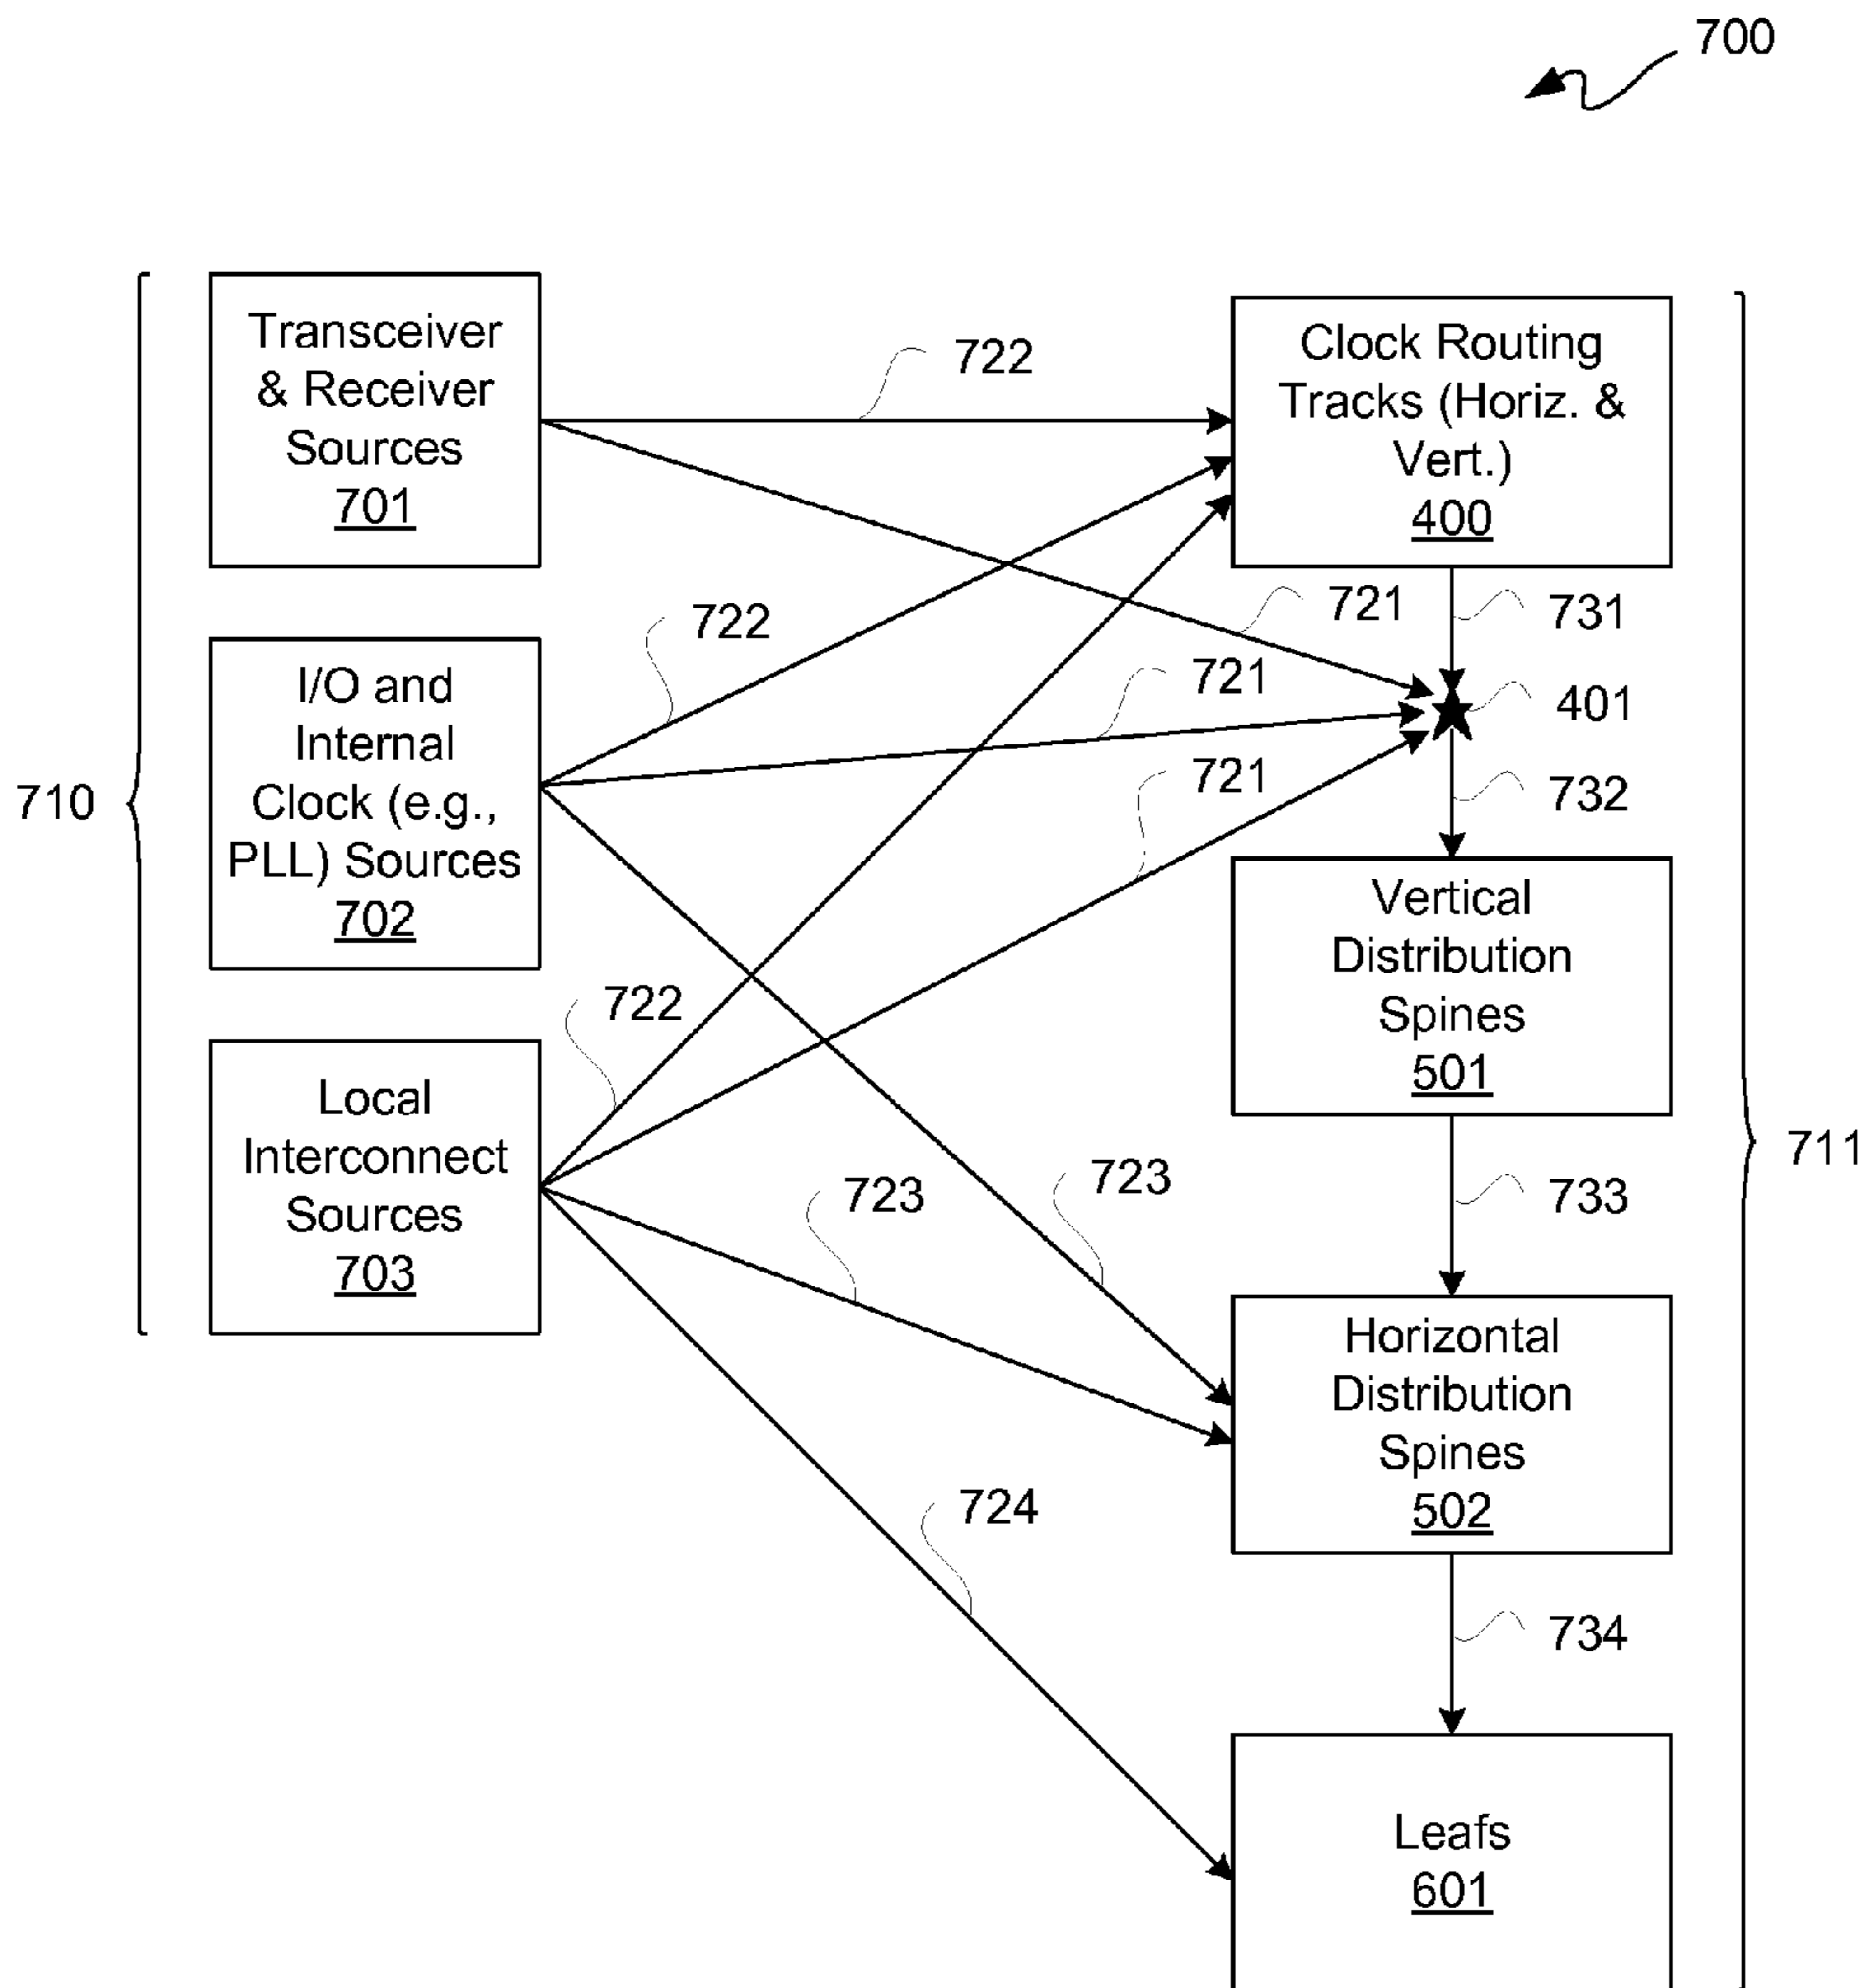 700
Transceiver
& Receiver
Sources
701
722
Clock Routing
Tracks (Horiz. &
Vert.)
400
722
721
731
I/O and
Internal
Clock (e.g.,
PLL) Sources
702
721
401
721
732
710
Vertical
Distribution
Spines
501
722
Local
Interconnect
Sources
703
723
723
733
711
Horizontal
Distribution
Spines
502
724
734
Leafs
601